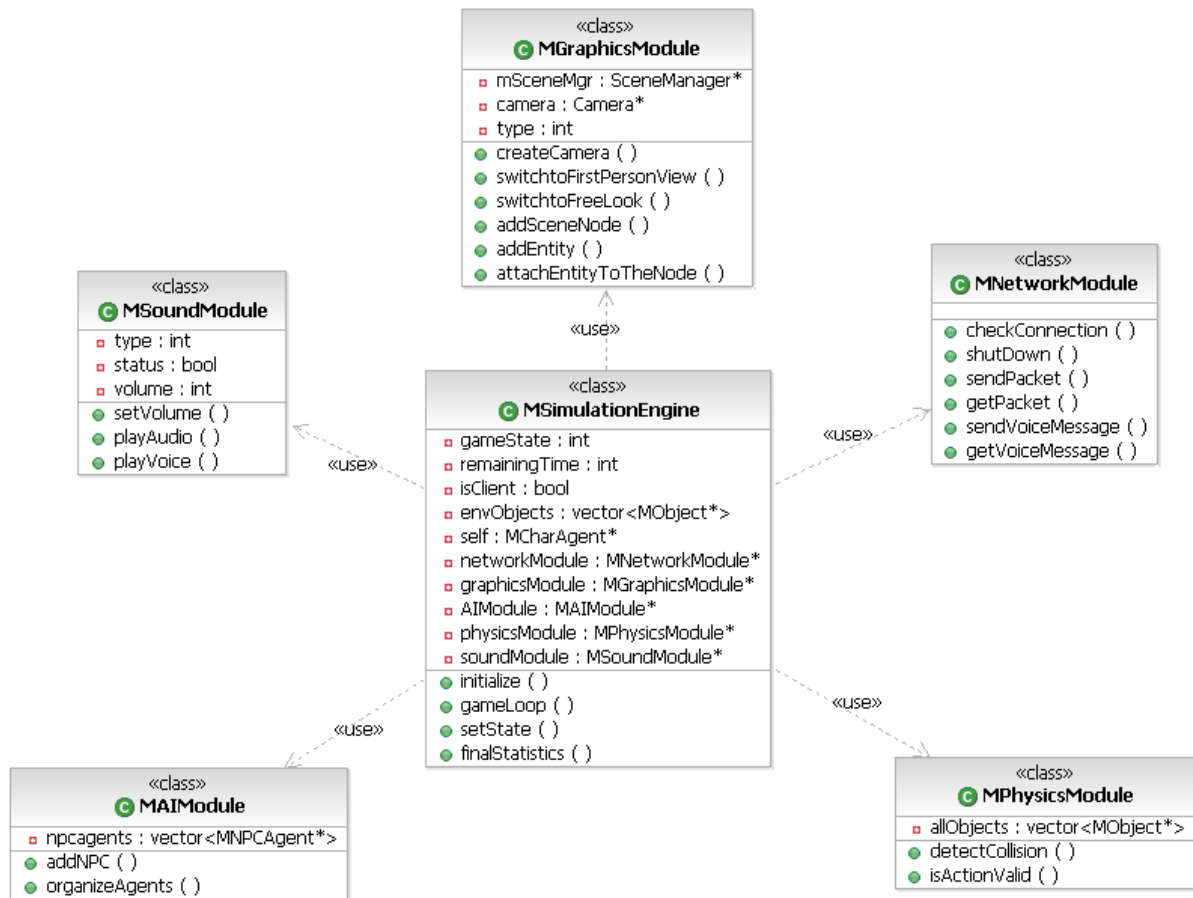 «class»
MGraphicsModule
mSceneMgr : SceneManager*
camera : Camera*
type : int
createCamera ( )
switchtoFirstPersonView ( )
switchtoFreeLook ( )
addSceneNode ( )
addEntity ( )
attachEntityToTheNode ( )
«class»
MSoundModule
type : int
status : bool
volume : int
setVolume ( )
playAudio ( )
playVoice ( )
«class»
MNetworkModule
checkConnection ( )
shutDown ( )
sendPacket ( )
getPacket ( )
sendVoiceMessage ( )
getVoiceMessage ( )
«use»
«use»
«use»
«class»
MSimulationEngine
gameState : int
remainingTime : int
isClient : bool
envObjects : vector<MObject*>
self : MCharAgent*
networkModule : MNetworkModule*
graphicsModule : MGraphicsModule*
AIModule : MAIModule*
physicsModule : MPhysicsModule*
soundModule : MSoundModule*
initialize ( )
gameLoop ( )
setState ( )
finalStatistics ( )
«use»
«use»
«class»
MAIModule
npcagents : vector<MNPCAgent*>
addNPC ( )
organizeAgents ( )
«class»
MPhysicsModule
allObjects : vector<MObject*>
detectCollision ( )
isActionValid ( )